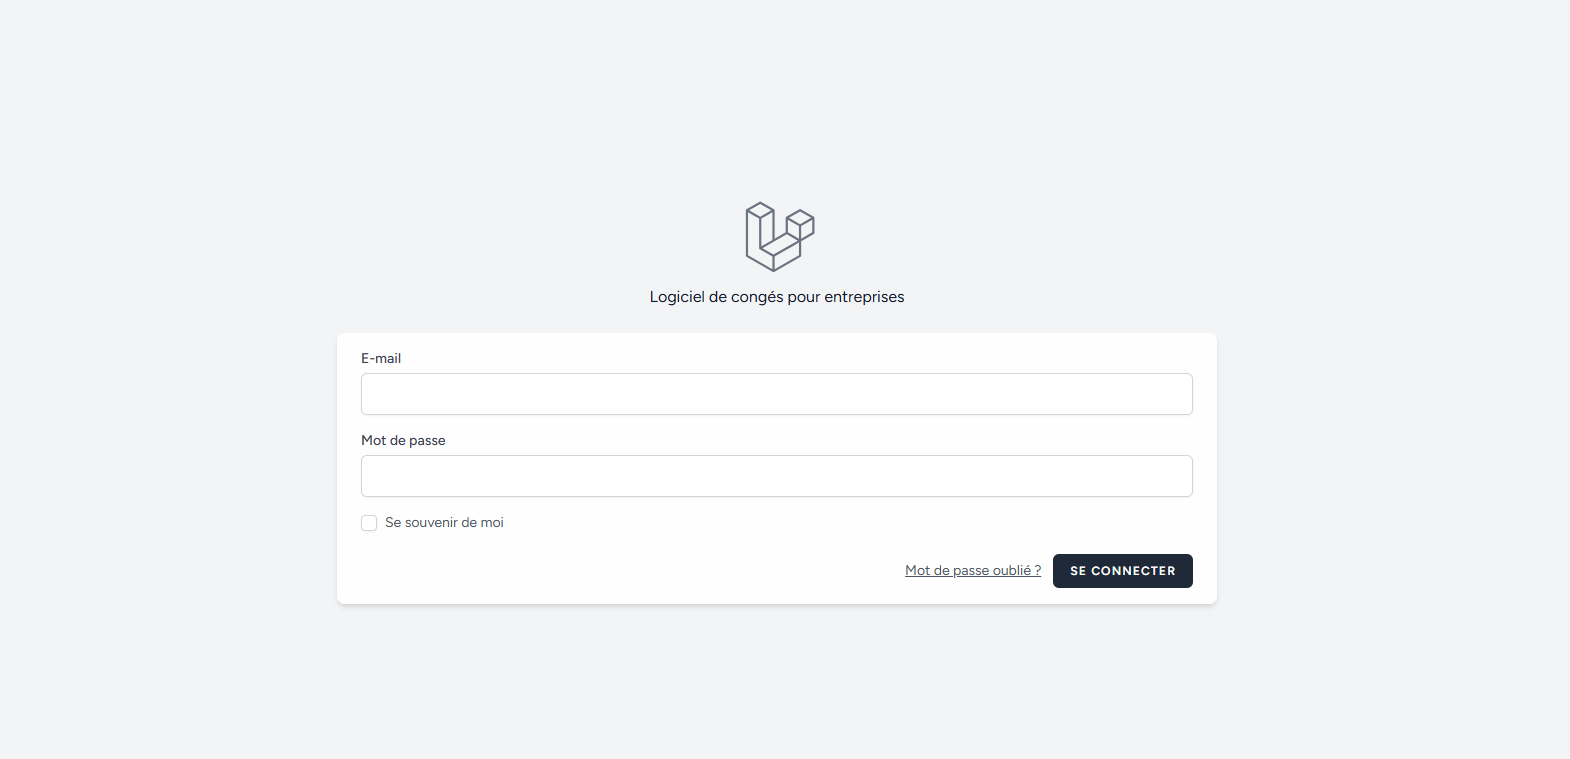 Logiciel de congés pour entreprises
E-mail
Mot de passe
Se souvenir de moi
Mot de passe oublié ?
SE CONNECTER